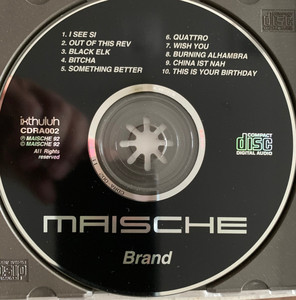 1. I SEE SI
2. OUT OF THIS REV
3. BLACK ELK
4. BITCHA
5. SOMETHING BETTER
6. QUATTRO
7. WISH YOU
8. BURNING ALHAMBRA
9. CHINA IST NAH
10. THIS IS YOUR BIRTHDAY
ixthuluh
CDRA002
℗ MAISCHE 92
© MAISCHE 92
All Rights
reserved
COMPACT
disc
DIGITAL AUDIO
MAISCHE
Brand